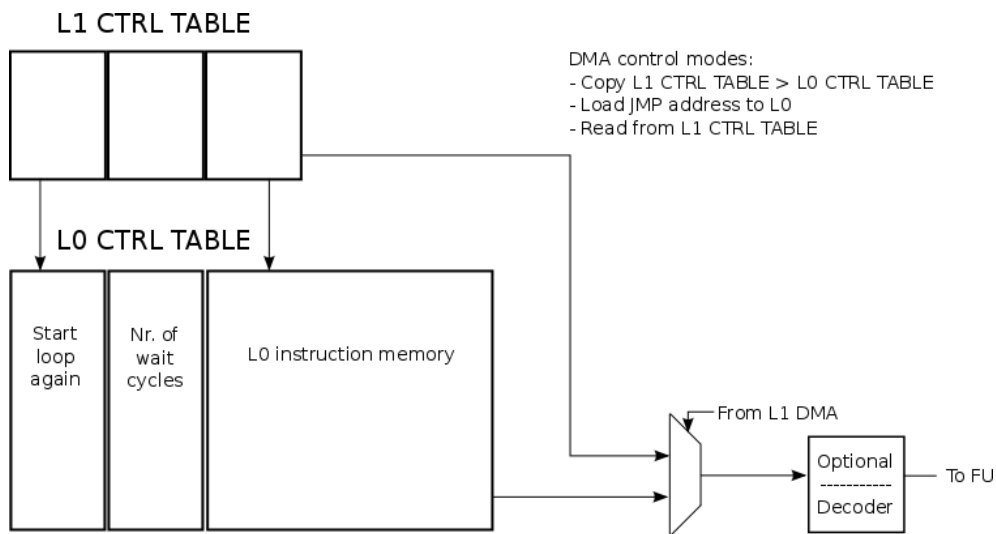 L1 CTRL TABLE
DMA control modes:
- Copy L1 CTRL TABLE > L0 CTRL TABLE
- Load JMP address to L0
- Read from L1 CTRL TABLE
L0 CTRL TABLE
Start
loop
again
Nr. of
wait
cycles
L0 instruction memory
From L1 DMA
Optional
-----------
Decoder
To FU